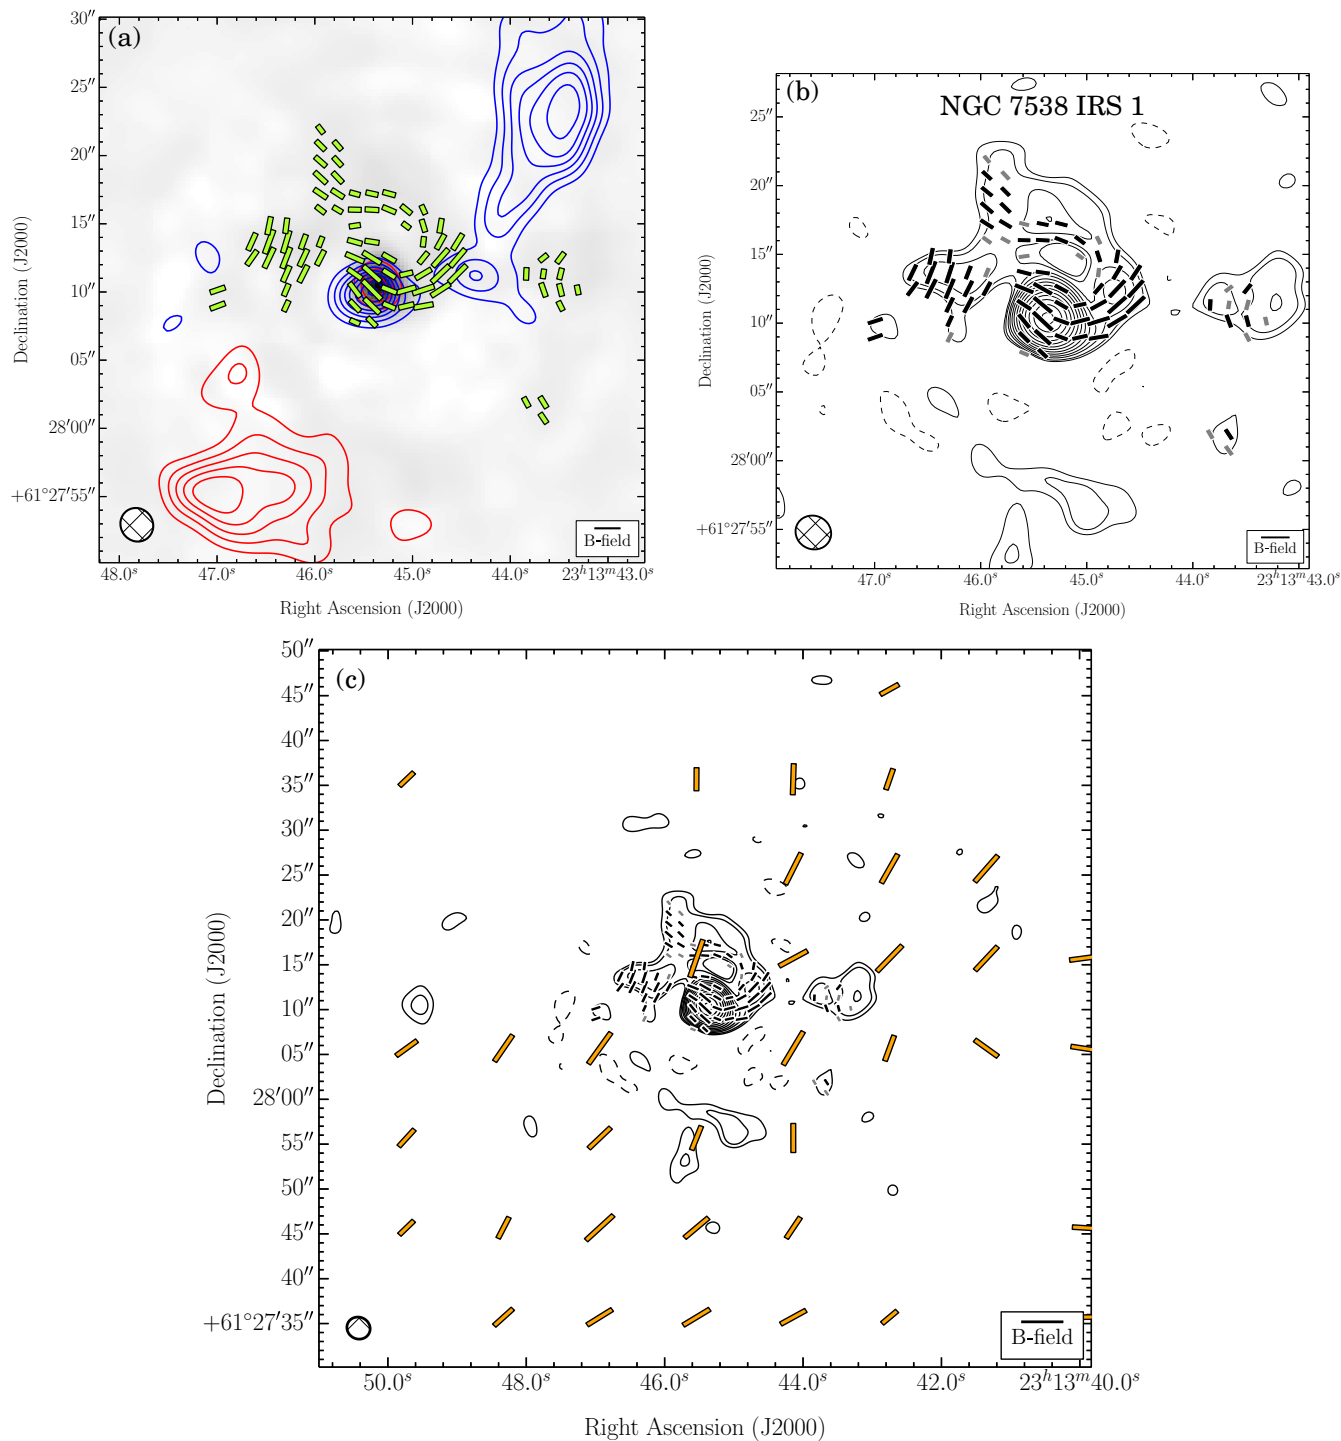 (a)
30″
25″
20″
15″
10″
05″
28′00″
+61°27′55″
Declination (J2000)
48.0ˢ 47.0ˢ 46.0ˢ 45.0ˢ 44.0ˢ 23ʰ13ᵐ43.0ˢ
Right Ascension (J2000)
B-field
(b)
NGC 7538 IRS 1
25″
20″
15″
10″
05″
28′00″
+61°27′55″
Declination (J2000)
47.0ˢ 46.0ˢ 45.0ˢ 44.0ˢ 23ʰ13ᵐ43.0ˢ
Right Ascension (J2000)
B-field
(c)
50″
45″
40″
35″
30″
25″
20″
15″
10″
05″
28′00″
55″
50″
45″
40″
+61°27′35″
Declination (J2000)
50.0ˢ 48.0ˢ 46.0ˢ 44.0ˢ 42.0ˢ 23ʰ13ᵐ40.0ˢ
Right Ascension (J2000)
B-field